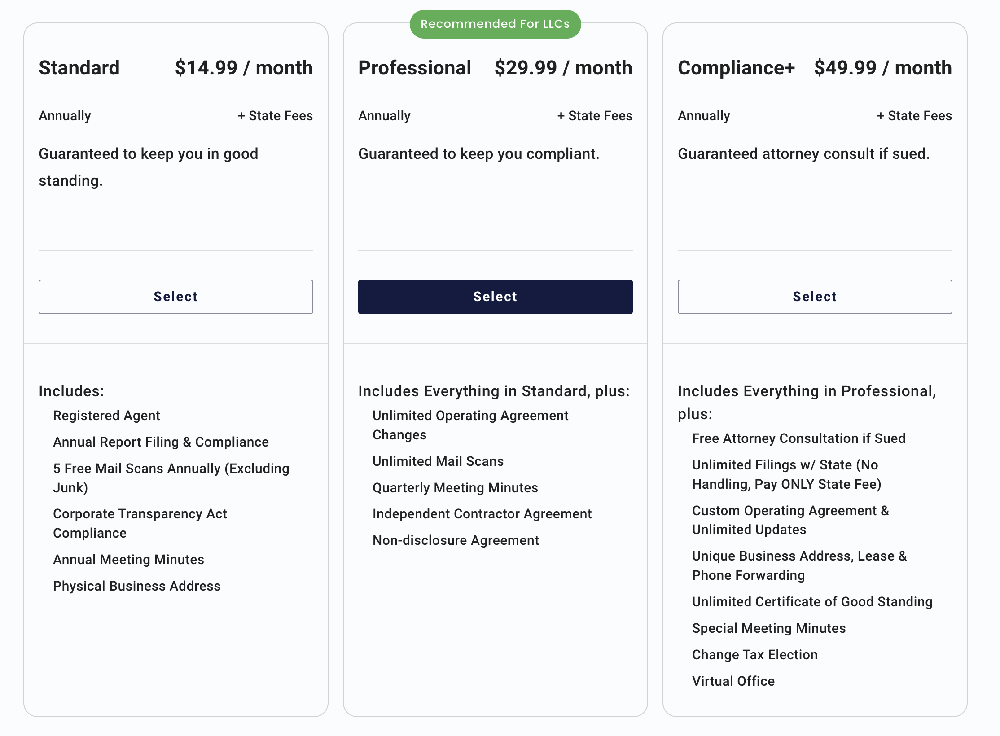 Recommended For LLCs
Standard $14.99 / month
Annually + State Fees
Guaranteed to keep you in good
standing.
Select
Includes:
Registered Agent
Annual Report Filing & Compliance
5 Free Mail Scans Annually (Excluding
Junk)
Corporate Transparency Act
Compliance
Annual Meeting Minutes
Physical Business Address
Professional $29.99 / month
Annually + State Fees
Guaranteed to keep you compliant.
Select
Includes Everything in Standard, plus:
Unlimited Operating Agreement
Changes
Unlimited Mail Scans
Quarterly Meeting Minutes
Independent Contractor Agreement
Non-disclosure Agreement
Compliance+ $49.99 / month
Annually + State Fees
Guaranteed attorney consult if sued.
Select
Includes Everything in Professional,
plus:
Free Attorney Consultation if Sued
Unlimited Filings w/ State (No
Handling, Pay ONLY State Fee)
Custom Operating Agreement &
Unlimited Updates
Unique Business Address, Lease &
Phone Forwarding
Unlimited Certificate of Good Standing
Special Meeting Minutes
Change Tax Election
Virtual Office